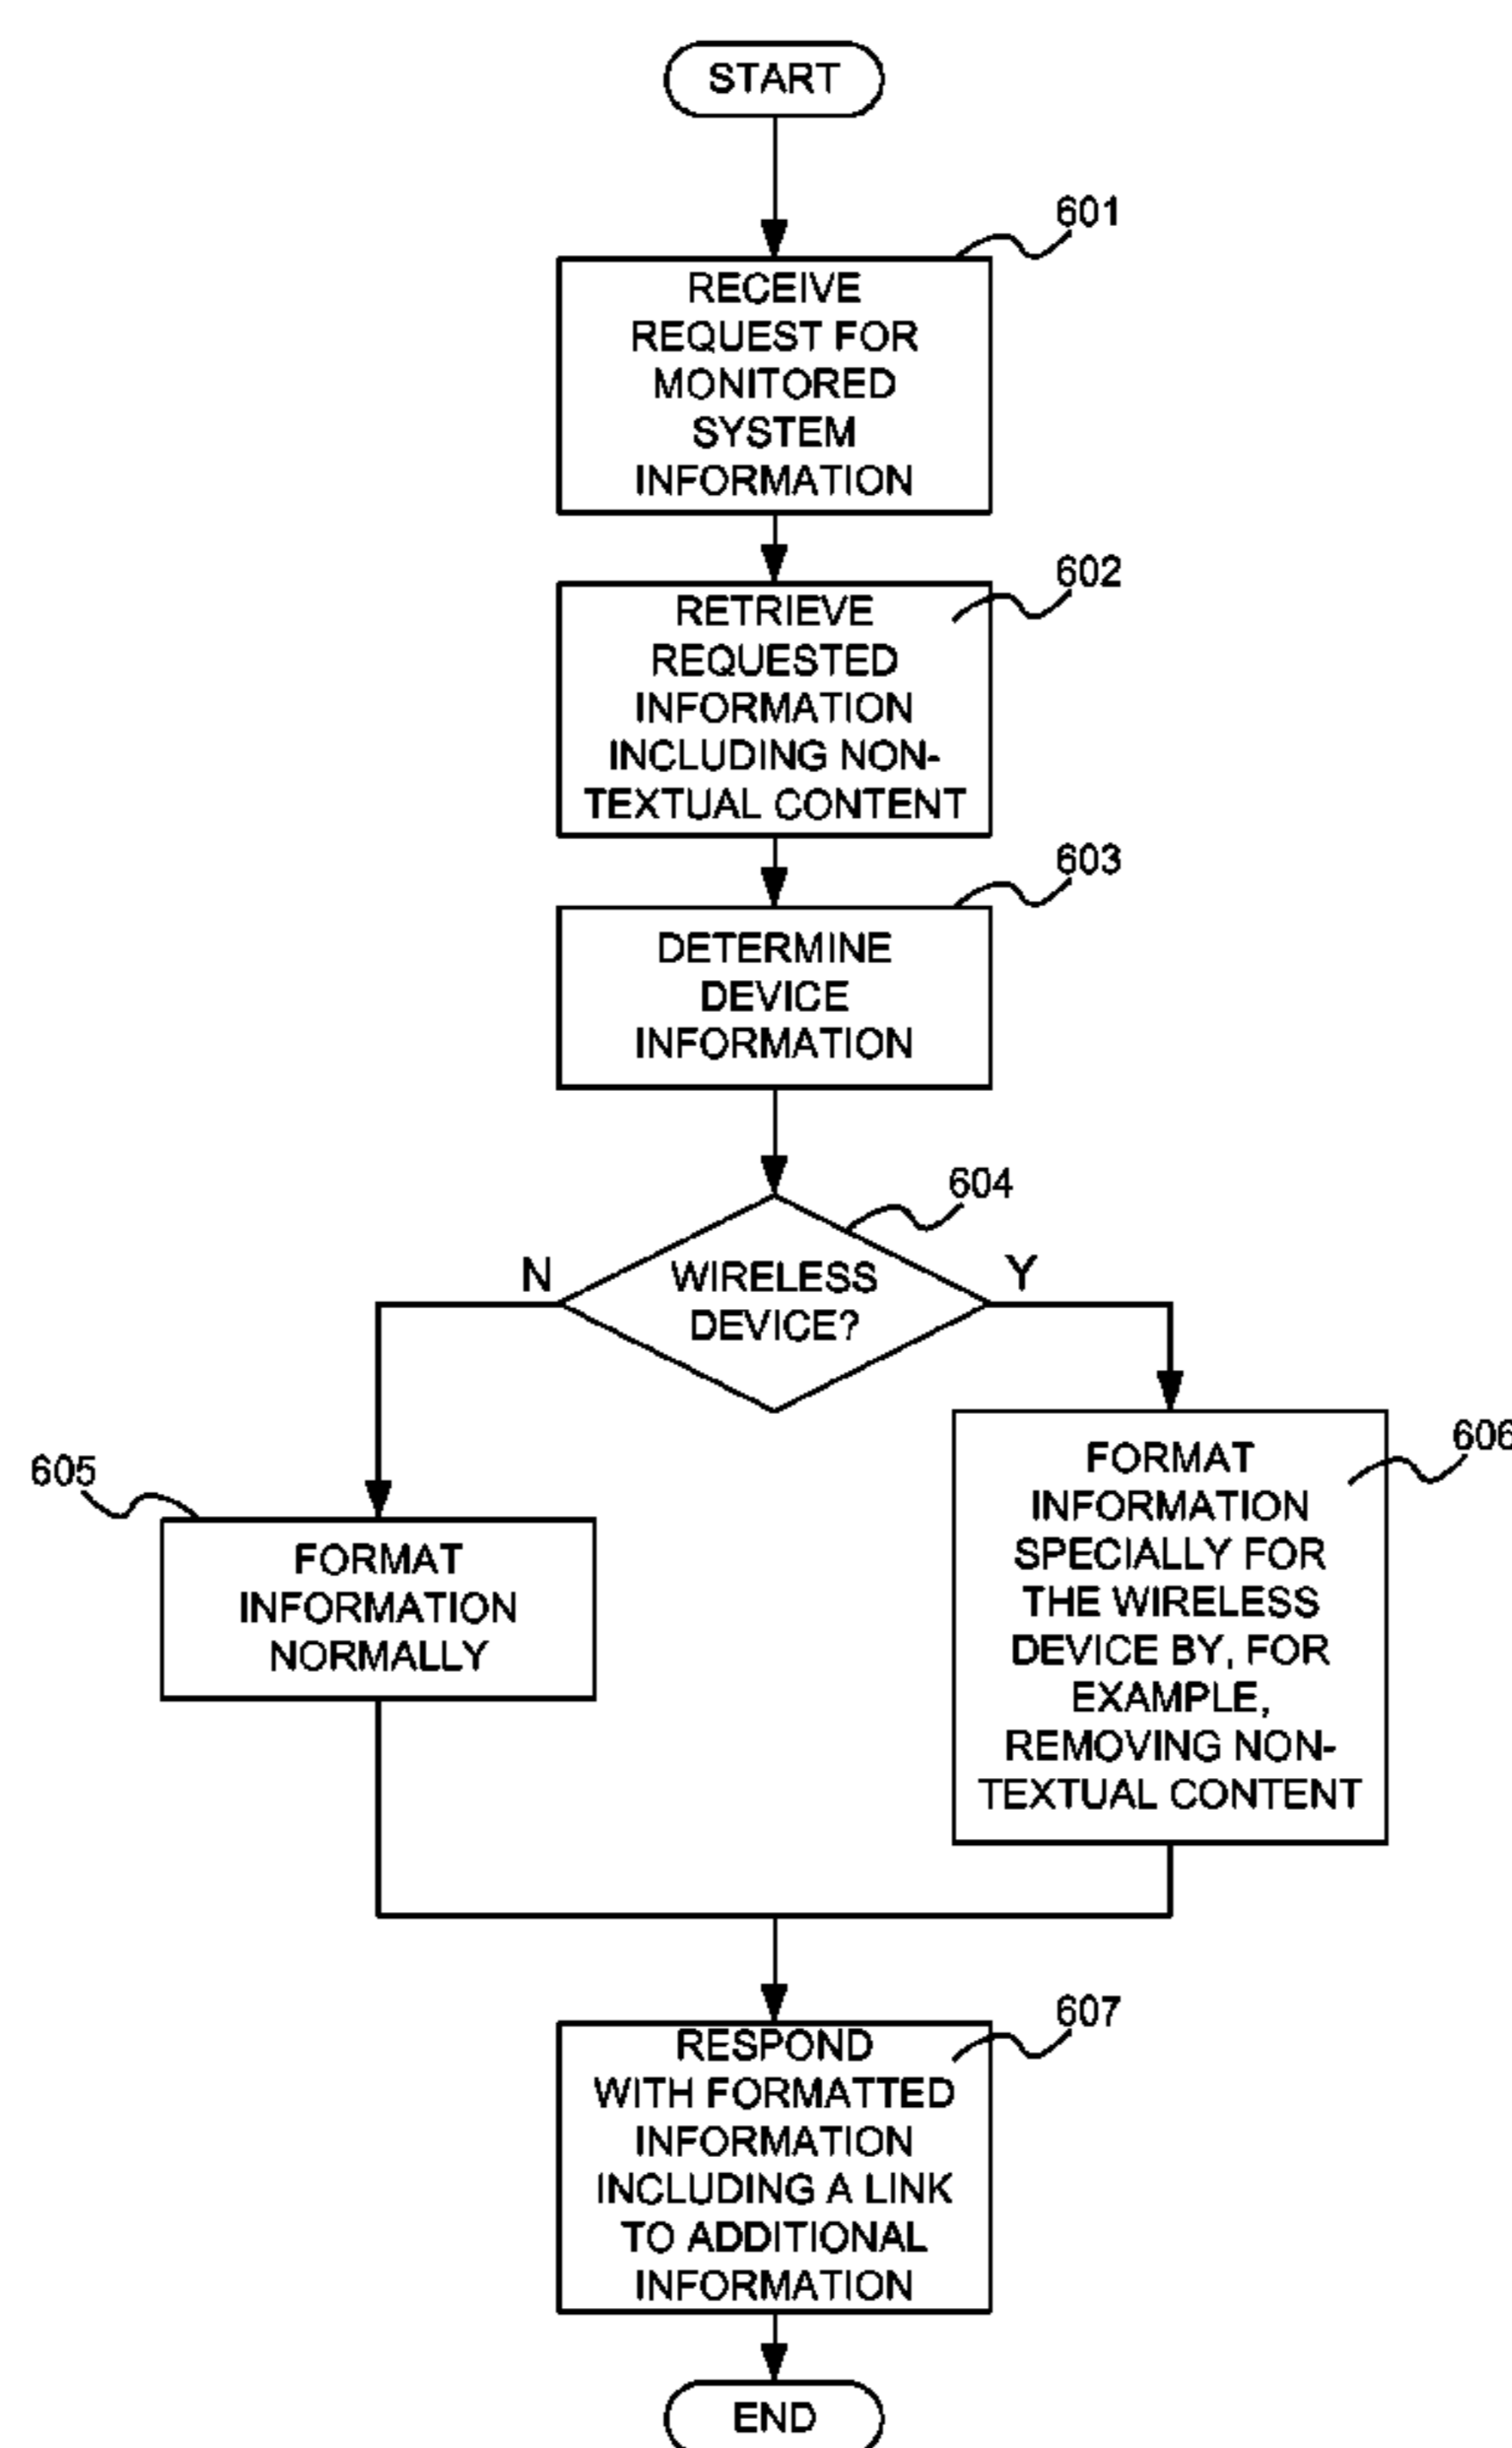 START
601
RECEIVE
REQUEST FOR
MONITORED
SYSTEM
INFORMATION
602
RETRIEVE
REQUESTED
INFORMATION
INCLUDING NON-
TEXTUAL CONTENT
603
DETERMINE
DEVICE
INFORMATION
604
N
WIRELESS
DEVICE?
Y
605
FORMAT
INFORMATION
NORMALLY
606
FORMAT
INFORMATION
SPECIALLY FOR
THE WIRELESS
DEVICE BY, FOR
EXAMPLE,
REMOVING NON-
TEXTUAL CONTENT
607
RESPOND
WITH FORMATTED
INFORMATION
INCLUDING A LINK
TO ADDITIONAL
INFORMATION
END